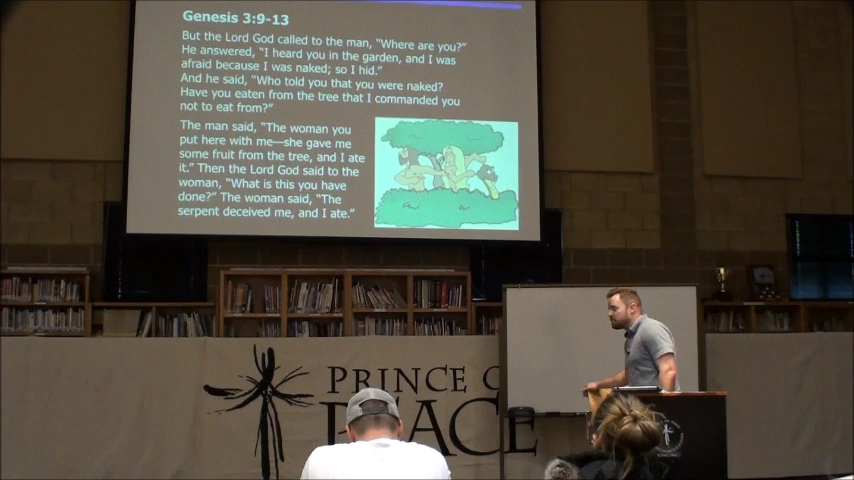 Genesis 3:9-13
But the Lord God called to the man, "Where are you?"
He answered, "I heard you in the garden, and I was
afraid because I was naked; so I hid."
And he said, "Who told you that you were naked?
Have you eaten from the tree that I commanded you
not to eat from?"
The man said, "The woman you
put here with me—she gave me
some fruit from the tree, and I ate
it." Then the Lord God said to the
woman, "What is this you have
done?" The woman said, "The
serpent deceived me, and I ate."
PRINCE
PEACE